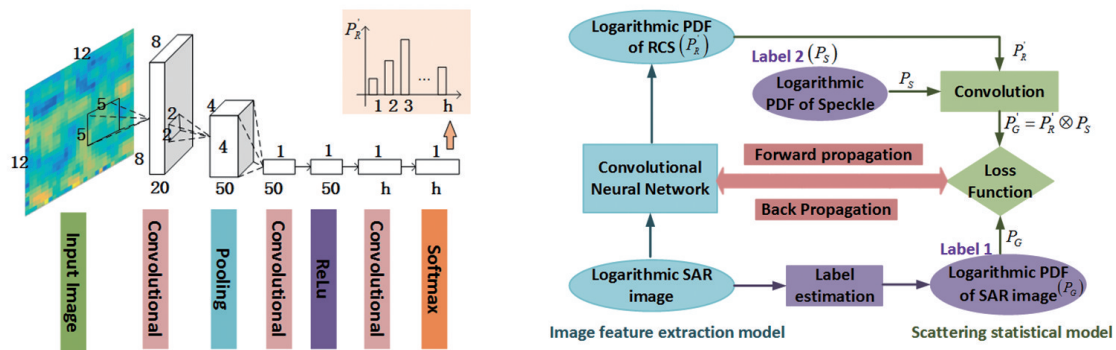 12
12
5
5
8
8
20
2
2
4
4
50
1
50
1
50
1
h
1
h
P'_R
1 2 3 ... h
Input Image
Convolutional
Pooling
Convolutional
ReLu
Convolutional
Softmax
Logarithmic PDF
of RCS (P'_R)
P'_R
Label 2 (P_S)
Logarithmic
PDF of Speckle
P_S
Convolution
P'_G = P'_R ⊗ P_S
Convolutional
Neural Network
Forward propagation
Back Propagation
Loss
Function
Label 1
P_G
Logarithmic SAR
image
Label
estimation
Logarithmic PDF
of SAR image (P_G)
Image feature extraction model
Scattering statistical model